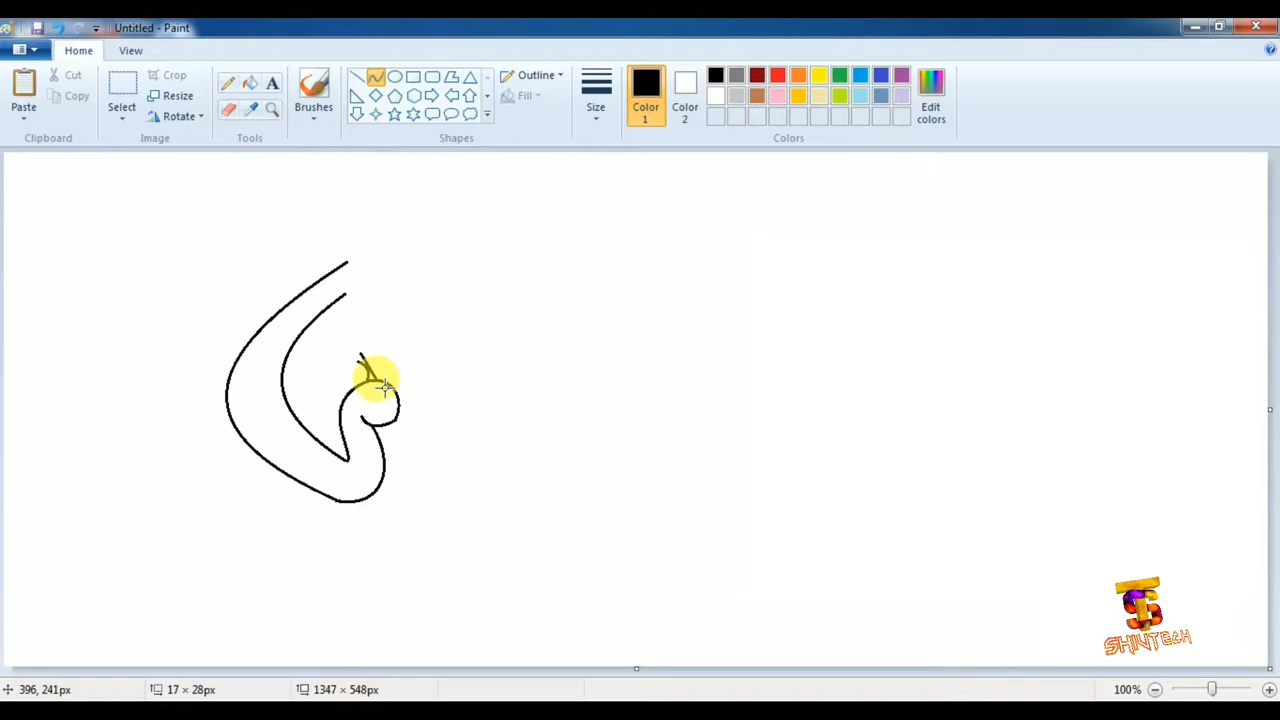 Untitled - Paint
Home View
Paste
Cut
Copy
Clipboard
Select
Crop
Resize
Rotate
Image
A
Tools
Brushes
Outline
Fill
Shapes
Size
Color
1
Color
2
Edit
colors
Colors
TS
SHINTECH
396, 241px
17 × 28px
1347 × 548px
100%